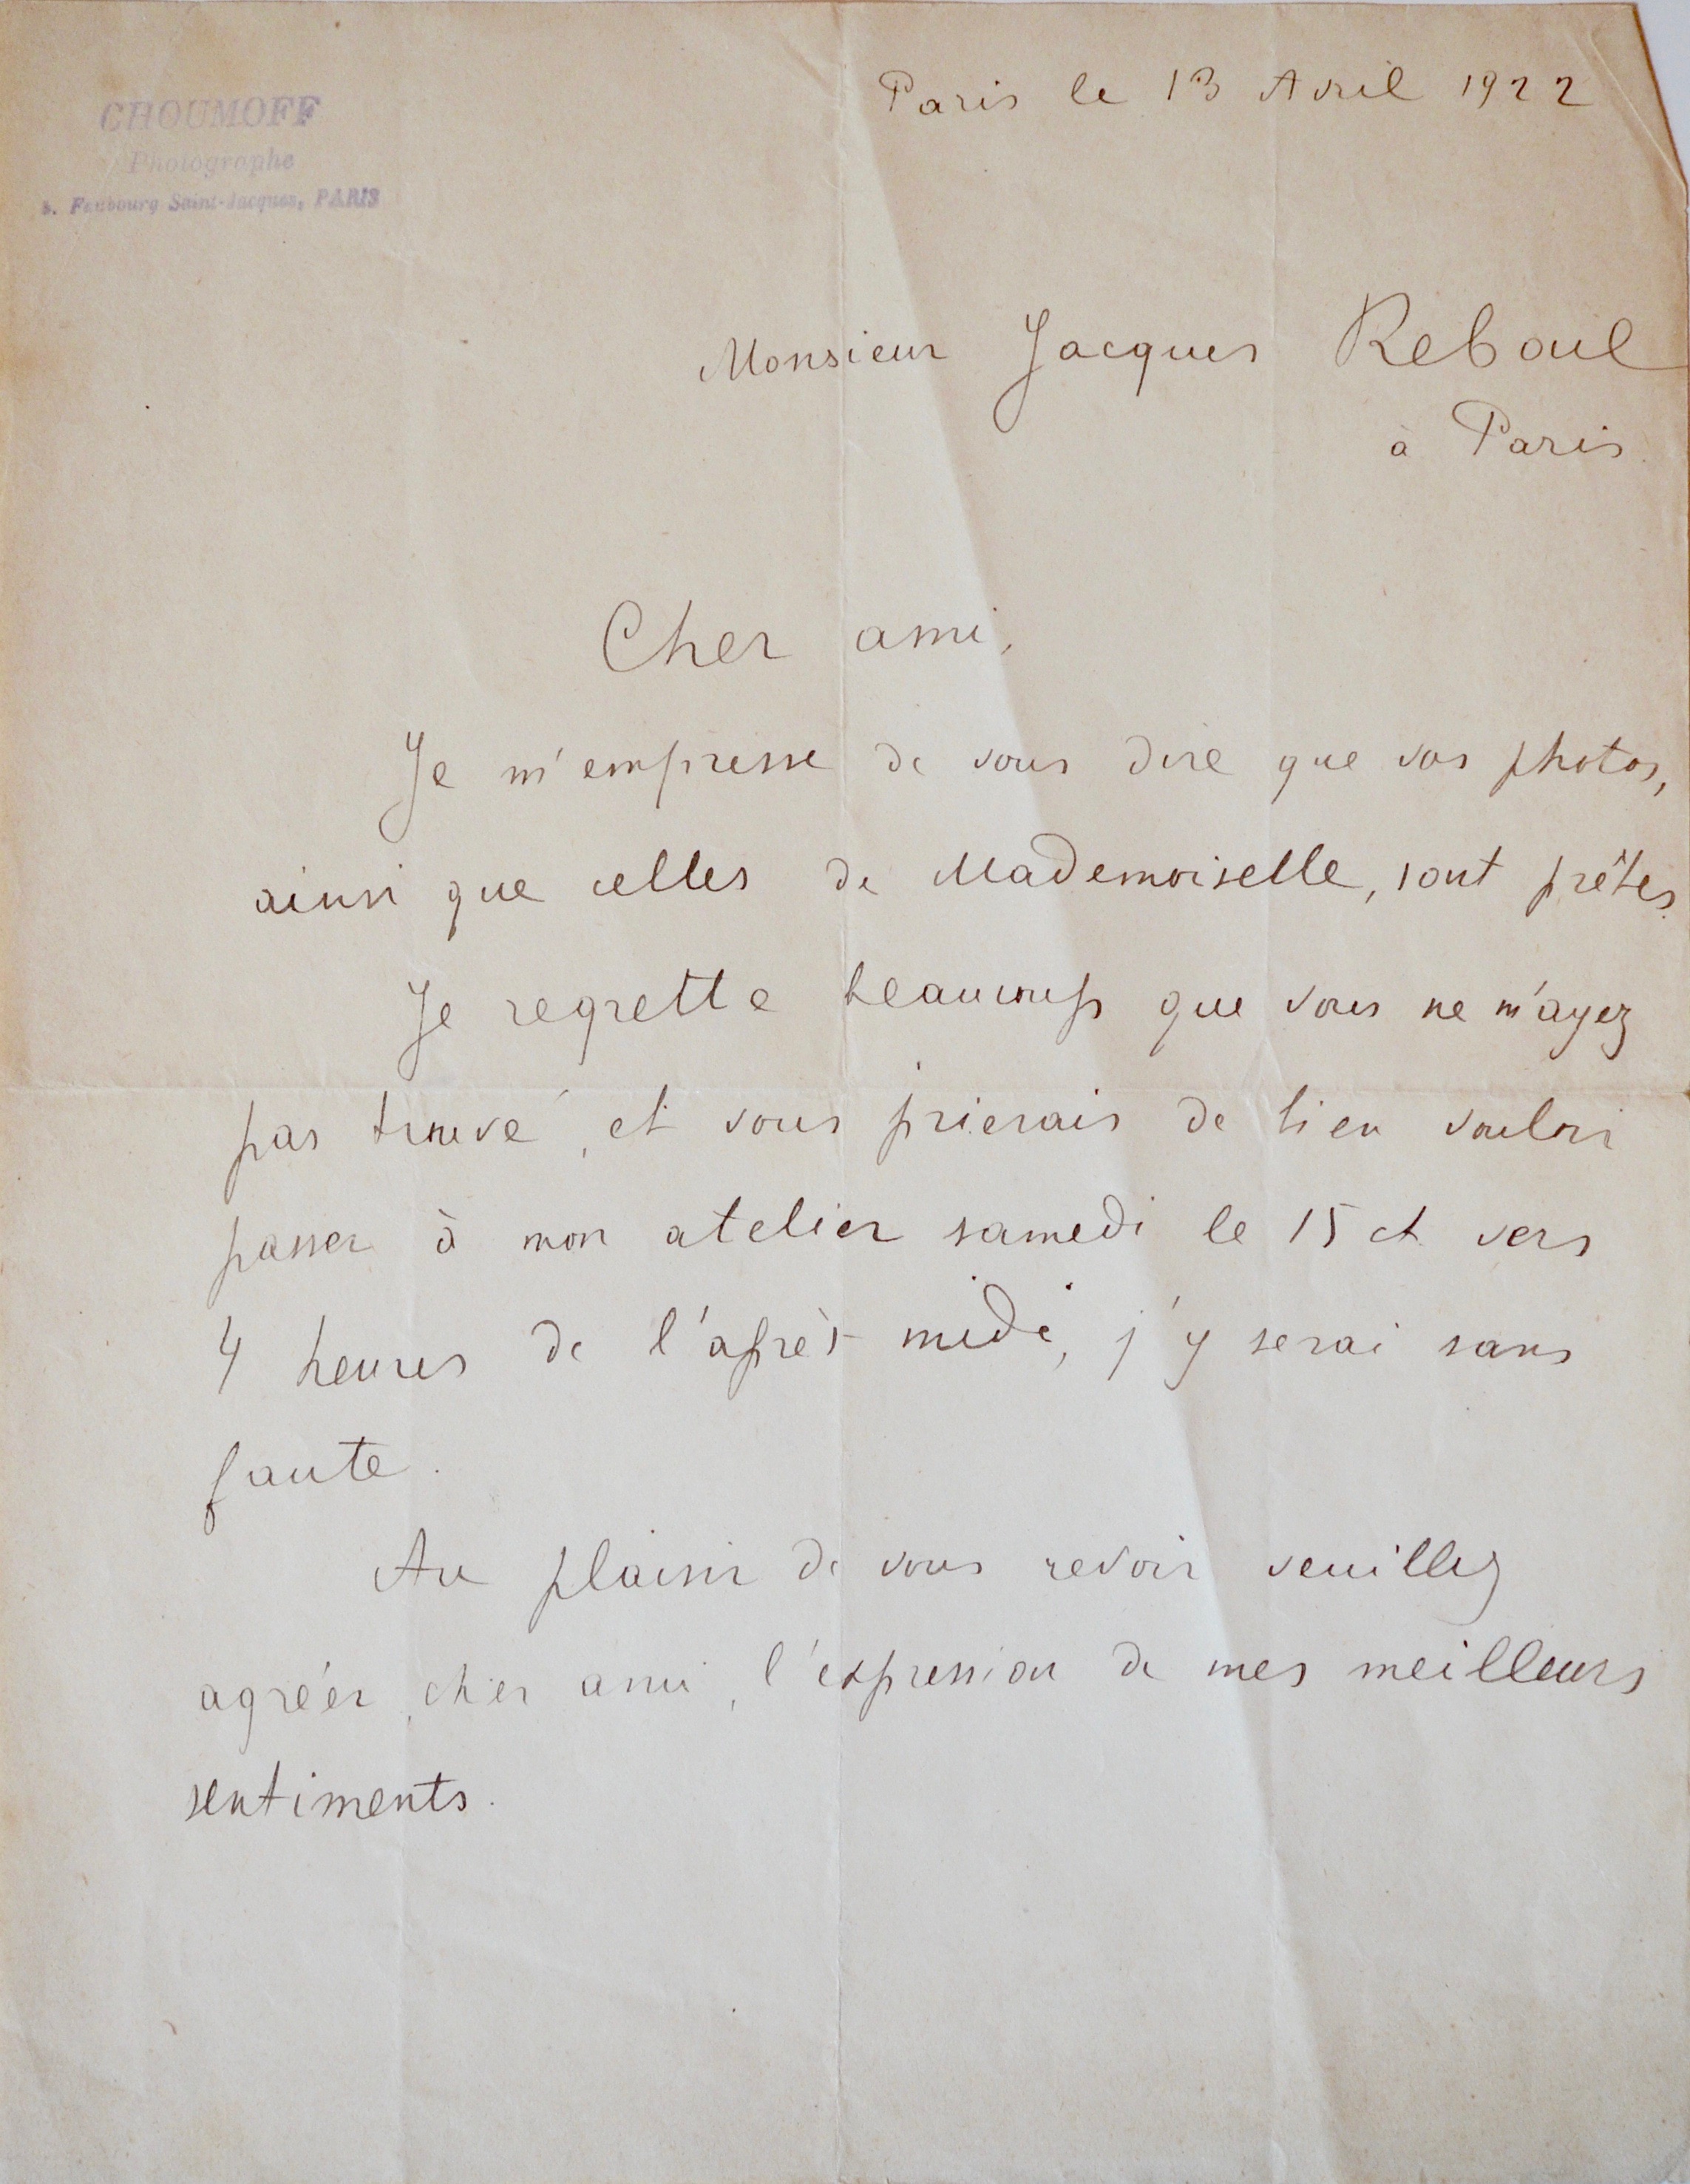 CHOUMOFF
Photographe
Faubourg Saint-Jacques, PARIS
Paris le 13 Avril 1922
Monsieur Jacques Reboul
à Paris
Cher ami,
Je m'empresse de vous dire que vos photos,
ainsi que celles de Mademoiselle, sont prêtes.
Je regrette beaucoup que vous ne m'ayez
pas trouvé, et vous prierais de bien vouloir
passer à mon atelier samedi le 15 ct vers
4 heures de l'après midi, j'y serai sans
faute.
Au plaisir de vous revoir veuillez
agréer, cher ami, l'expression de mes meilleurs
sentiments.